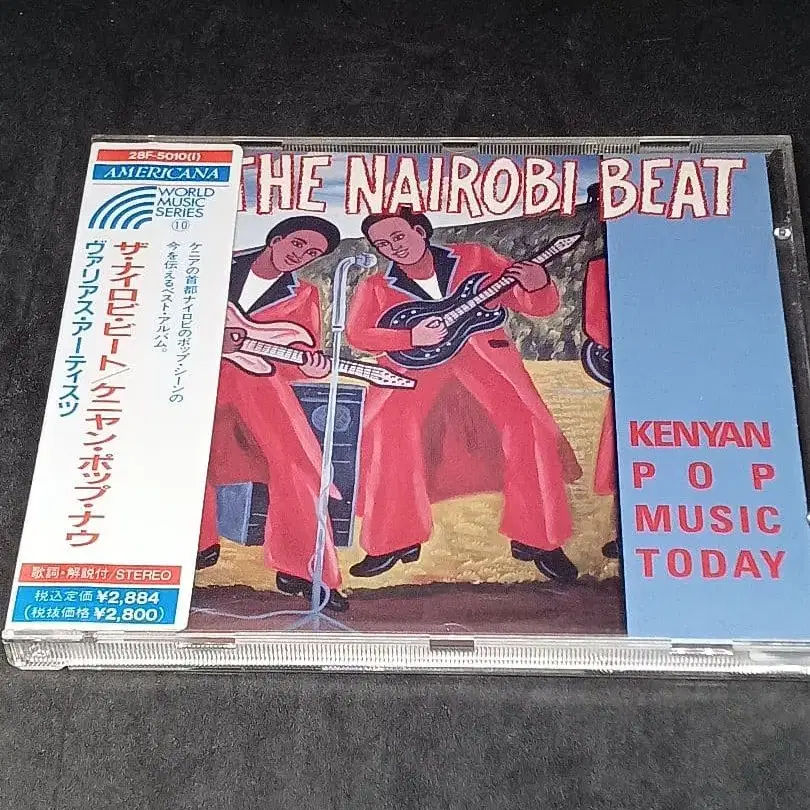 28F-5010(I)
AMERICANA
WORLD
MUSIC
SERIES
⑩
ケニアの首都ナイロビのポップ・シーンの
今を伝えるベスト・アルバム。
ザ・ナイロビ・ビート/ケニヤン・ポップ・ナウ
ヴァリアス・アーティスツ
歌詞・解説付/STEREO
税込定価¥2,884
(税抜価格¥2,800)
THE NAIROBI BEAT
KENYAN
POP
MUSIC
TODAY